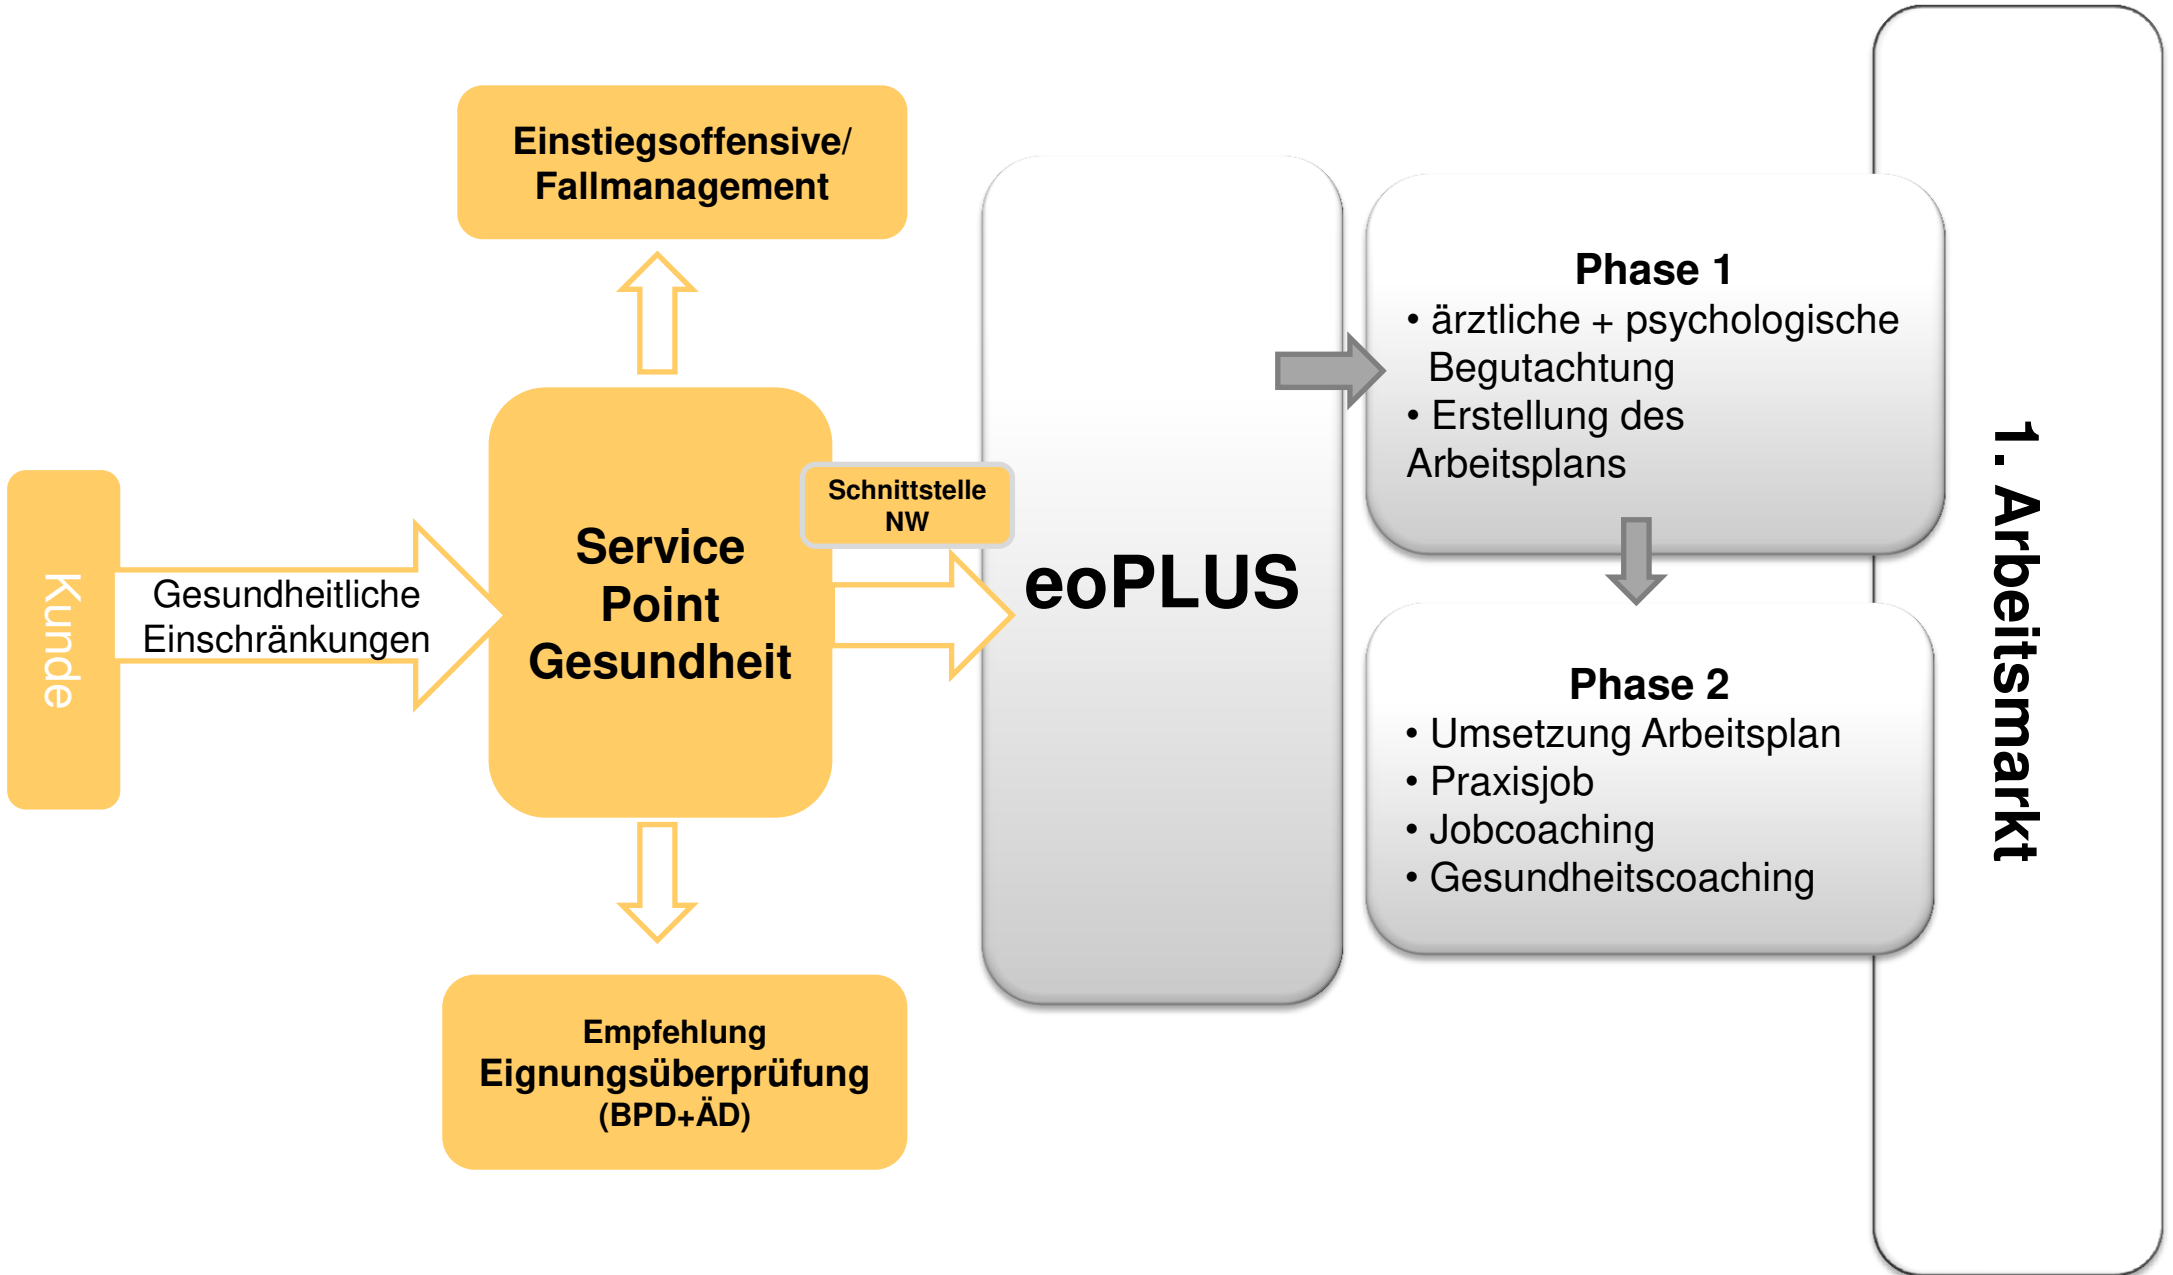 Kunde
Gesundheitliche
Einschränkungen
Einstiegsoffensive/
Fallmanagement
Service
Point
Gesundheit
Schnittstelle
NW
Empfehlung
Eignungsüberprüfung
(BPD+ÄD)
eoPLUS
Phase 1
• ärztliche + psychologische
Begutachtung
• Erstellung des
Arbeitsplans
Phase 2
• Umsetzung Arbeitsplan
• Praxisjob
• Jobcoaching
• Gesundheitscoaching
1. Arbeitsmarkt